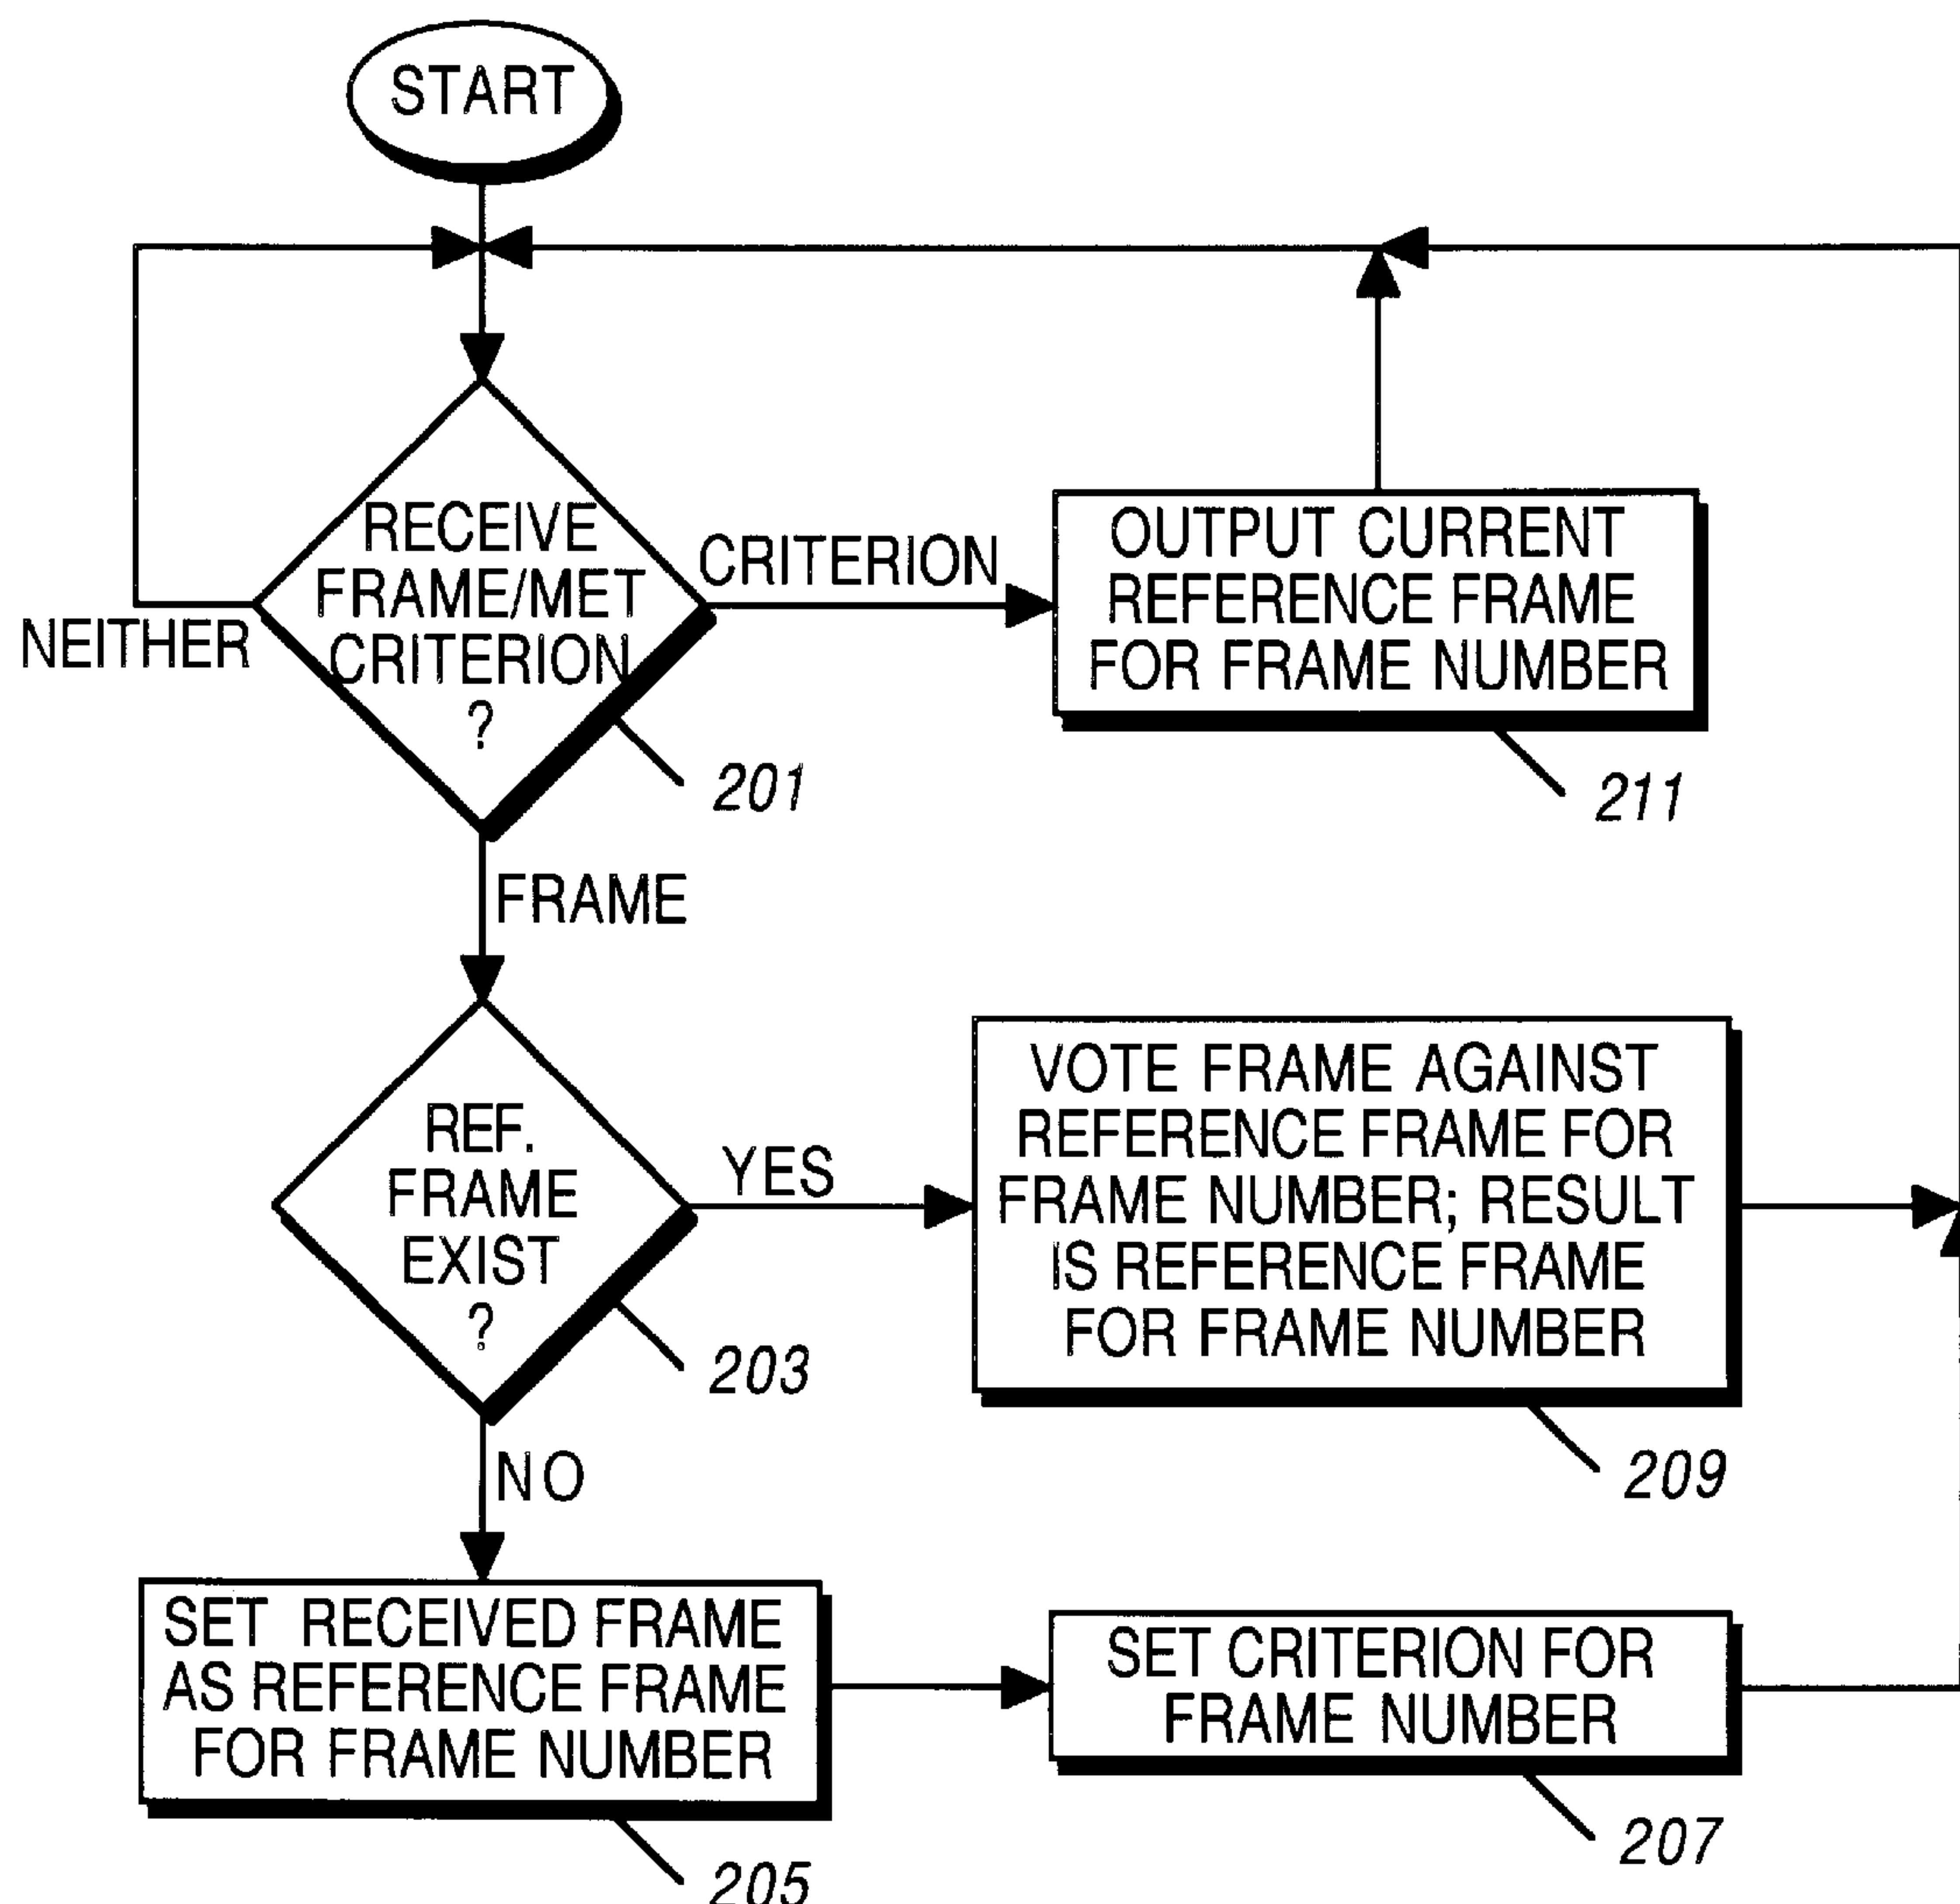 START
RECEIVE
FRAME/MET
CRITERION
?
NEITHER
CRITERION
201
OUTPUT CURRENT
REFERENCE FRAME
FOR FRAME NUMBER
211
FRAME
REF.
FRAME
EXIST
?
YES
203
VOTE FRAME AGAINST
REFERENCE FRAME FOR
FRAME NUMBER; RESULT
IS REFERENCE FRAME
FOR FRAME NUMBER
209
NO
SET RECEIVED FRAME
AS REFERENCE FRAME
FOR FRAME NUMBER
205
SET CRITERION FOR
FRAME NUMBER
207